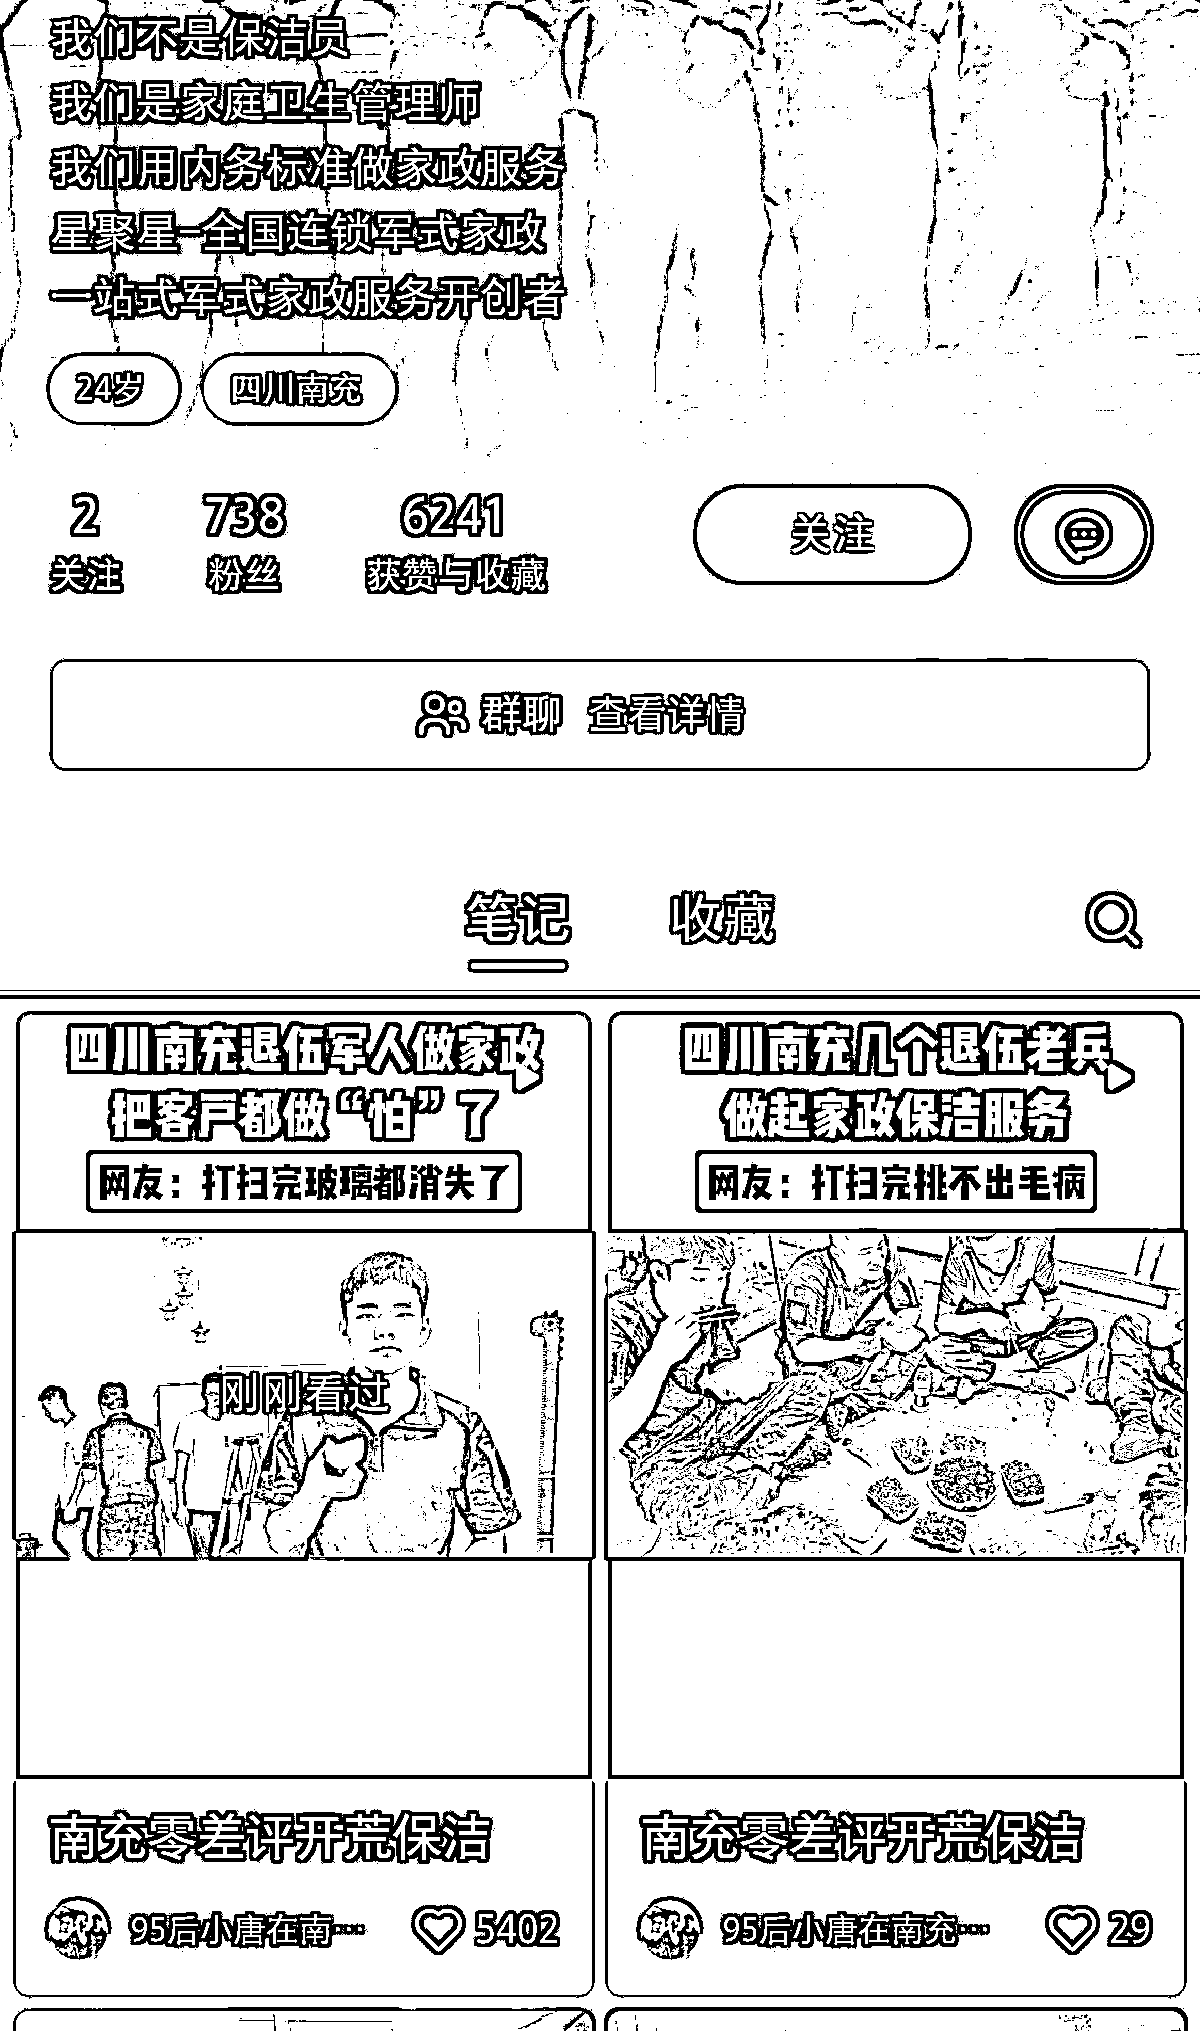 我们不是保洁员
我们是家庭卫生管理师
我们用内务标准做家政服务
星聚星-全国连锁军式家政
一站式军式家政服务开创者
24岁
四川南充
2
关注
738
粉丝
6241
获赞与收藏
关注
群聊 查看详情
笔记
收藏
四川南充退伍军人做家政
把客户都做“怕”了
网友：打扫完玻璃都消失了
刚刚看过
南充零差评开荒保洁
95后小唐在南…
5402
四川南充几个退伍老兵
做起家政保洁服务
网友：打扫完挑不出毛病
南充零差评开荒保洁
95后小唐在南充…
29